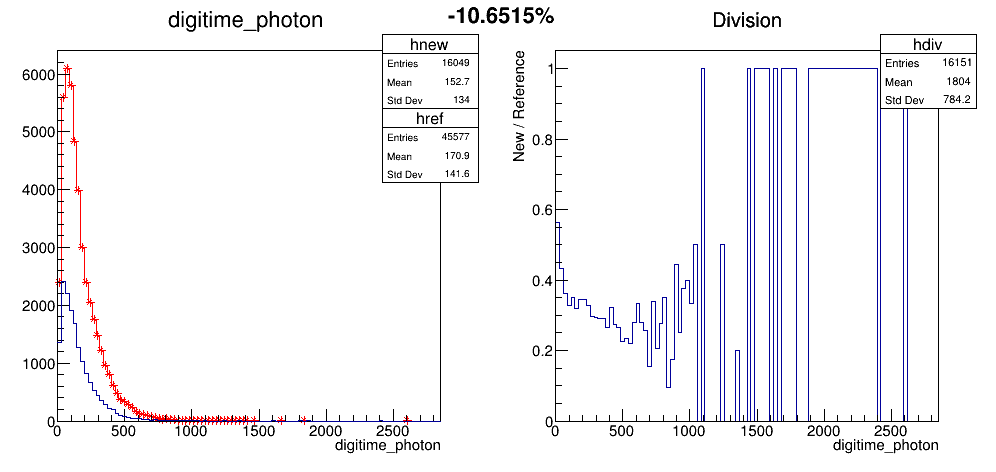 -10.6515%
digitime_photon
hnew
Entries 16049
Mean 152.7
Std Dev 134
href
Entries 45577
Mean 170.9
Std Dev 141.6
6000
5000
4000
3000
2000
1000
0
0 500 1000 1500 2000 2500
digitime_photon
Division
hdiv
Entries 16151
Mean 1804
Std Dev 784.2
New / Reference
1
0.8
0.6
0.4
0.2
0
0 500 1000 1500 2000 2500
digitime_photon